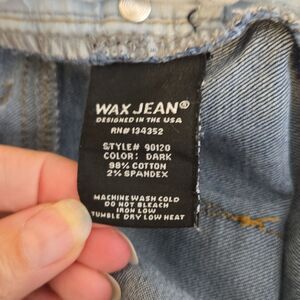 WAX JEAN®
DESIGNED IN THE USA
RN# 134352
STYLE# 90120
COLOR: DARK
98% COTTON
2% SPANDEX
MACHINE WASH COLD
DO NOT BLEACH
IRON LOW
TUMBLE DRY LOW HEAT